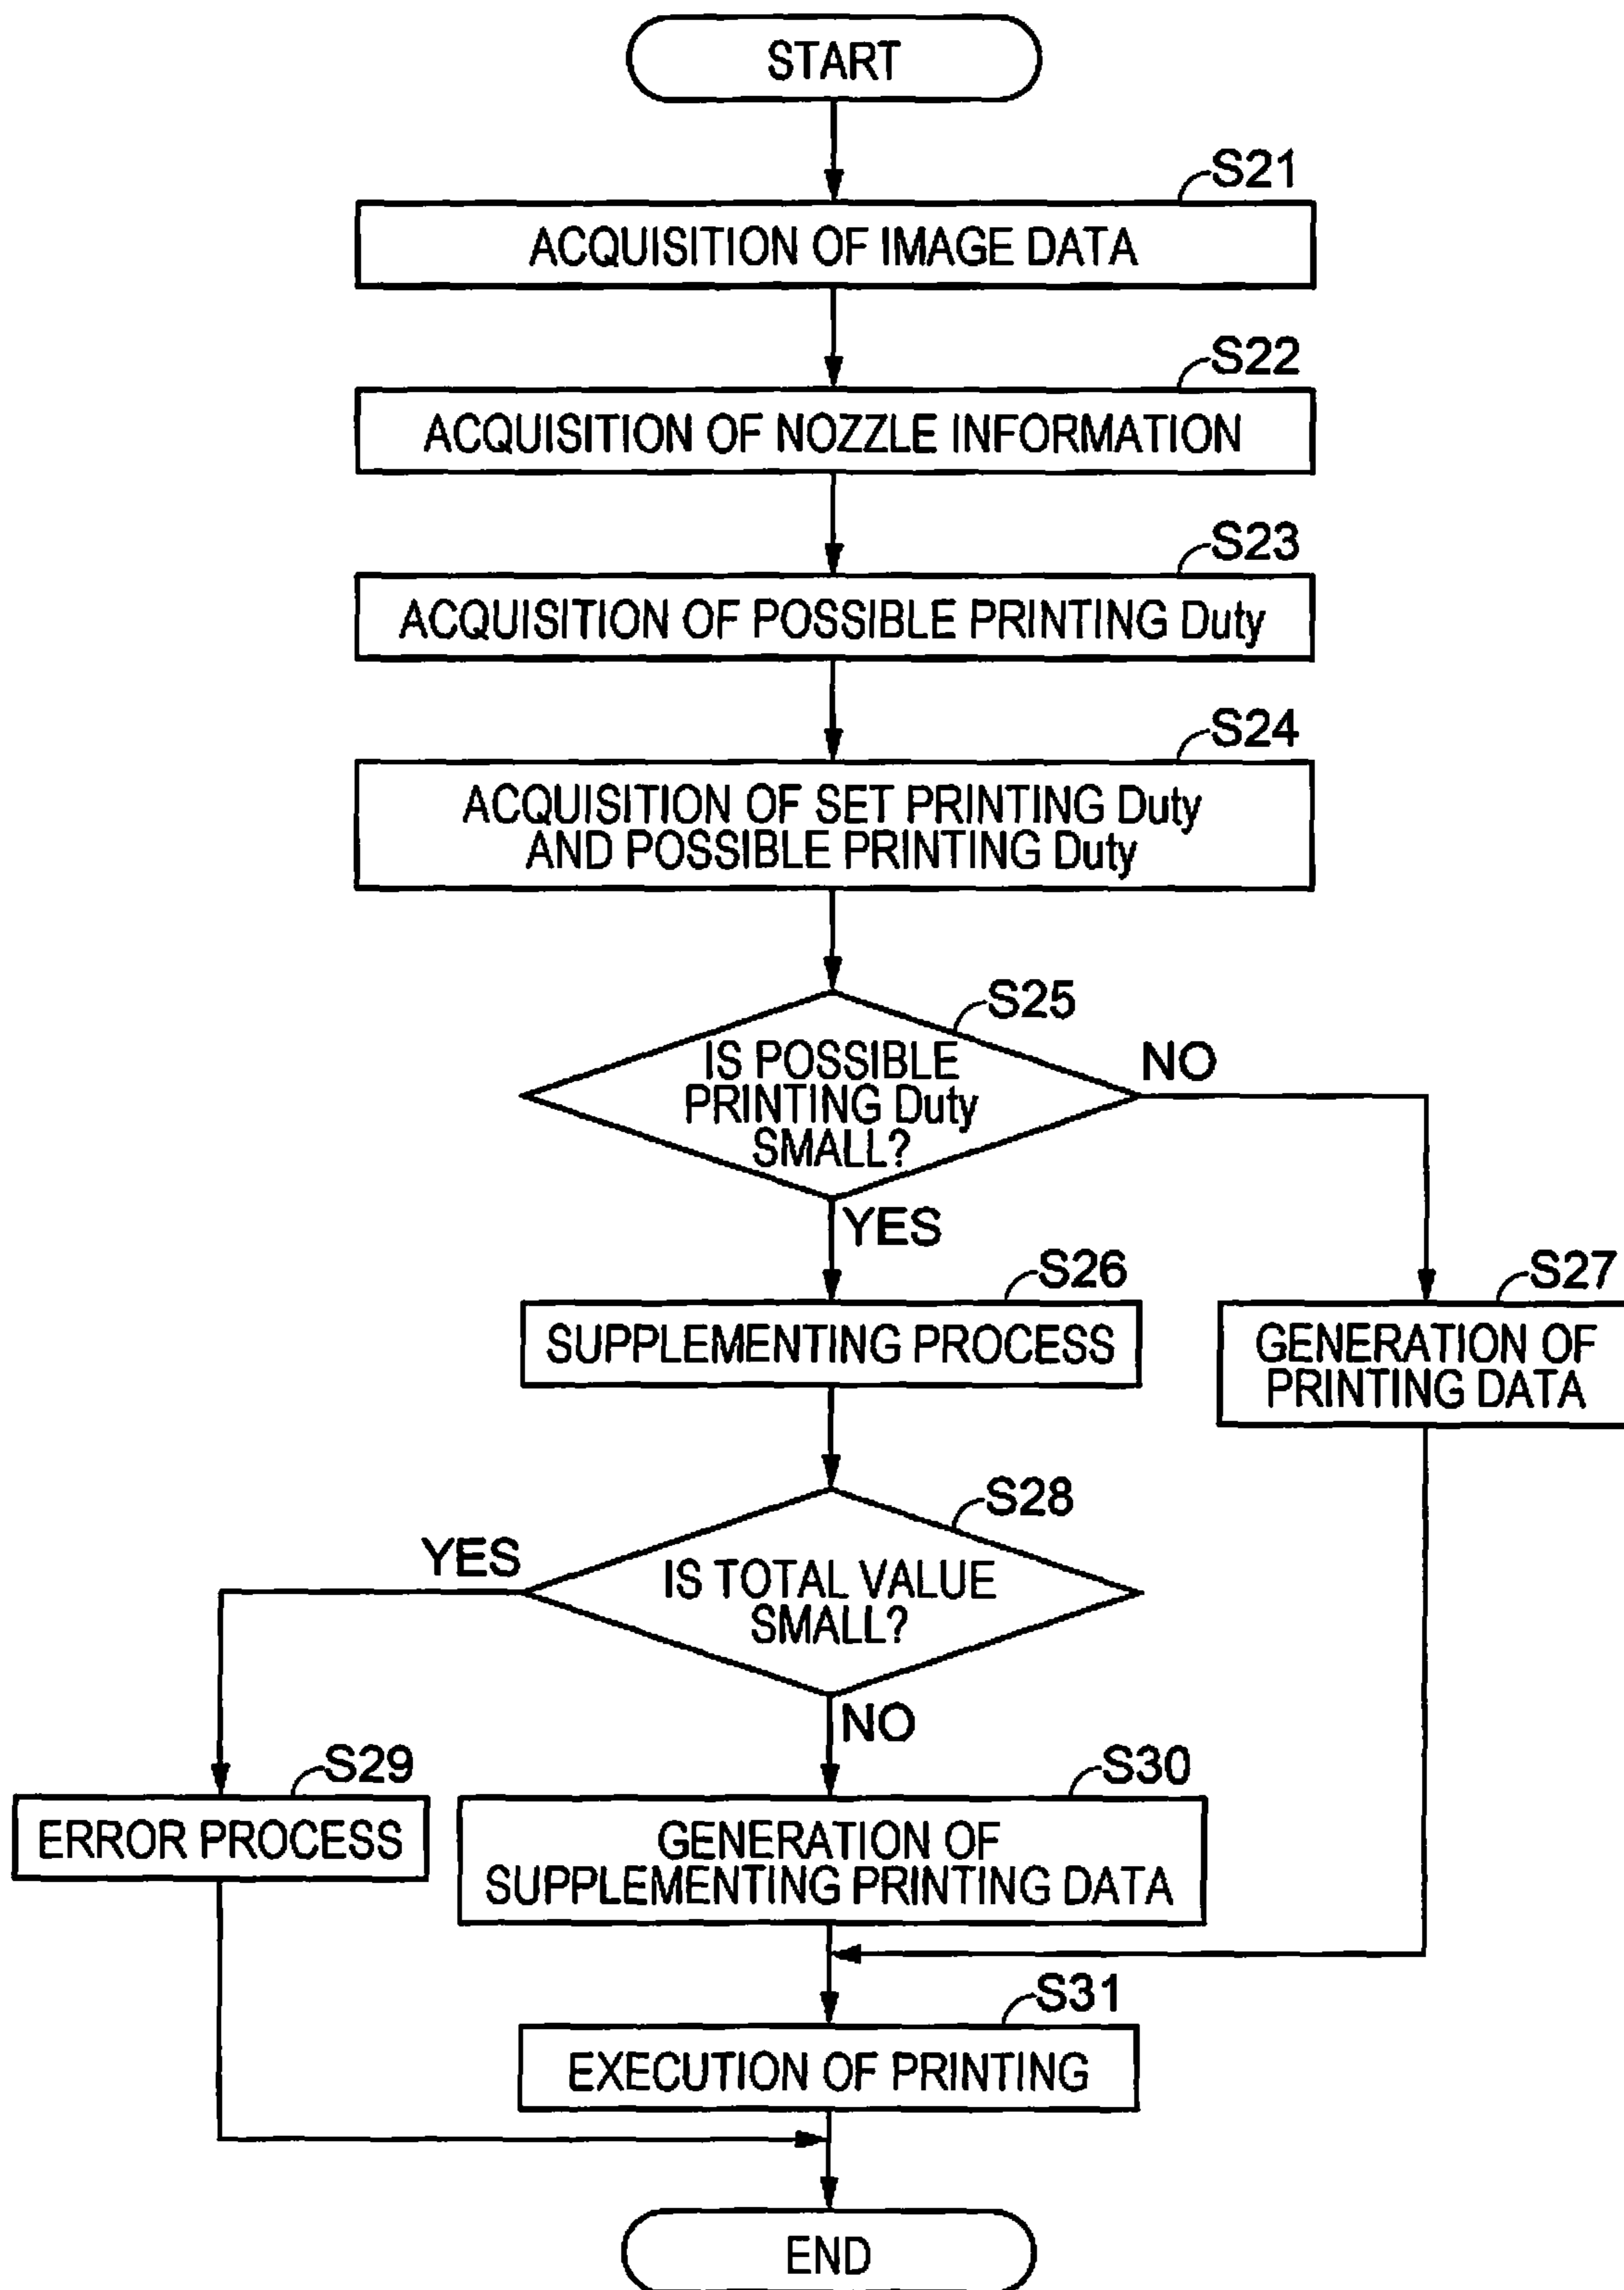 START
S21
ACQUISITION OF IMAGE DATA
S22
ACQUISITION OF NOZZLE INFORMATION
S23
ACQUISITION OF POSSIBLE PRINTING Duty
S24
ACQUISITION OF SET PRINTING Duty
AND POSSIBLE PRINTING Duty
S25
IS POSSIBLE
PRINTING Duty
SMALL?
NO
YES
S26
SUPPLEMENTING PROCESS
S27
GENERATION OF
PRINTING DATA
S28
IS TOTAL VALUE
SMALL?
YES
NO
S29
ERROR PROCESS
S30
GENERATION OF
SUPPLEMENTING PRINTING DATA
S31
EXECUTION OF PRINTING
END